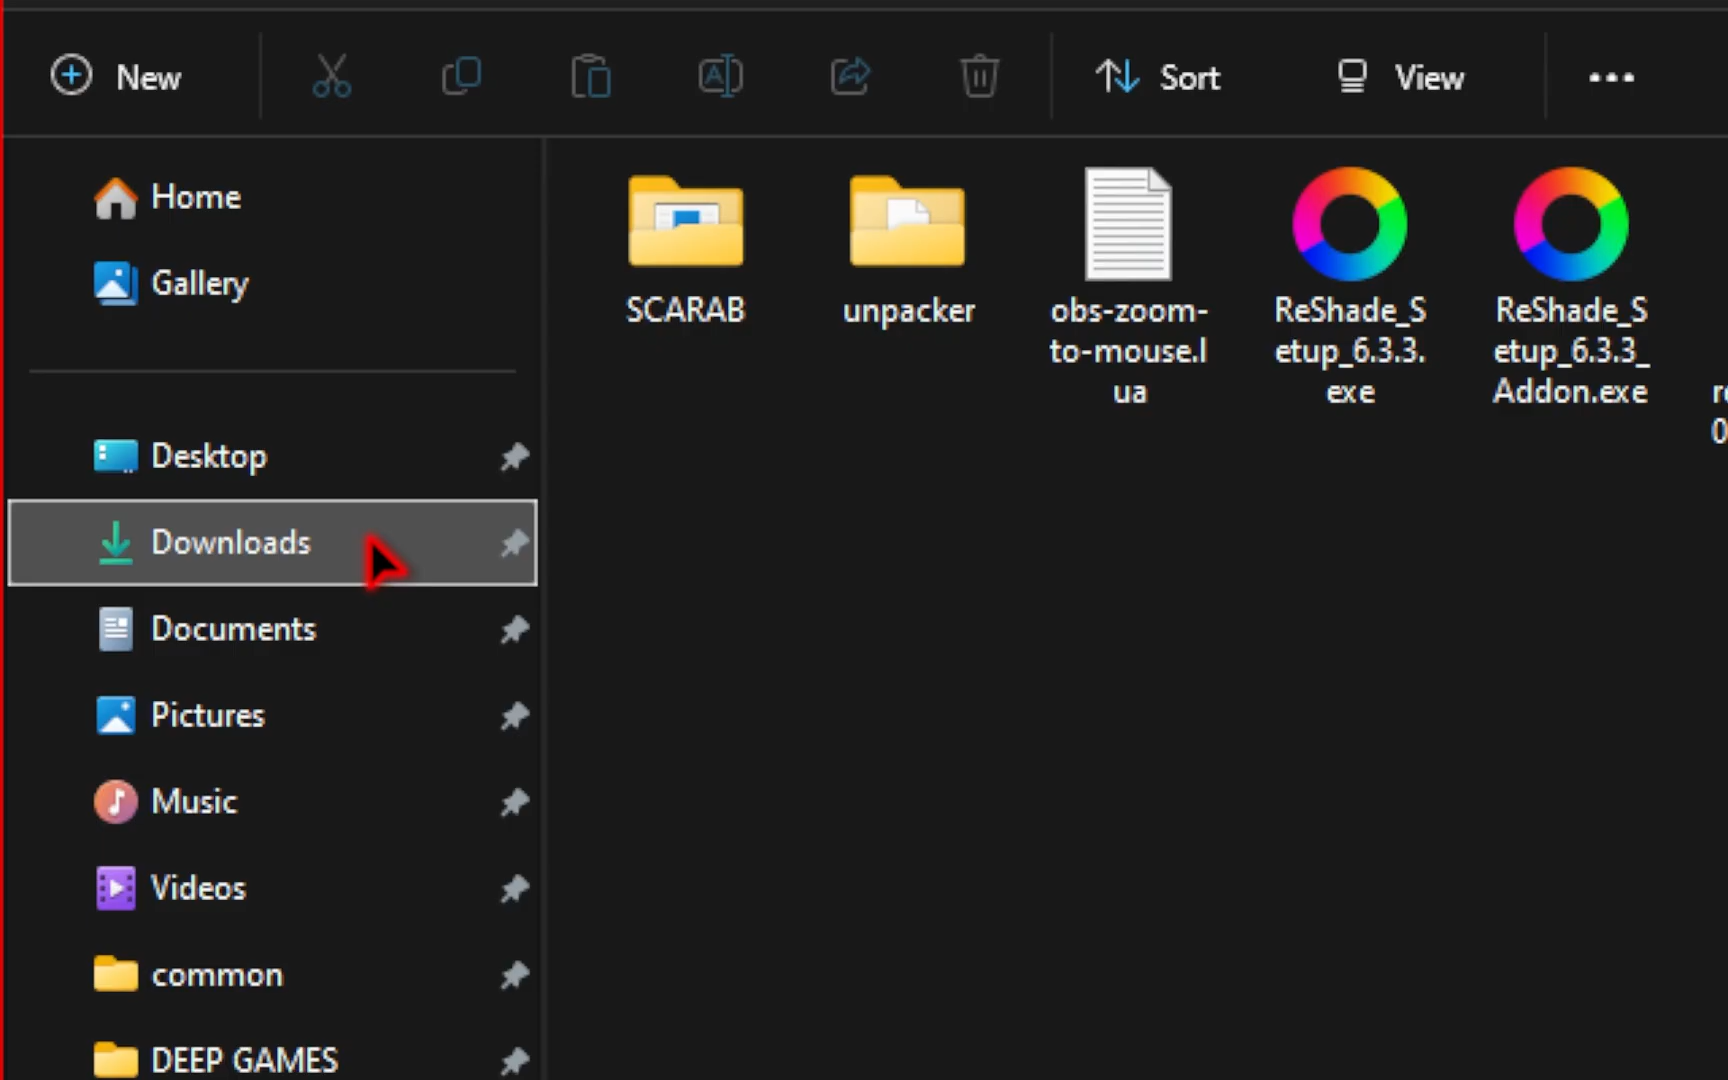 New
Sort
View
Home
Gallery
Desktop
Downloads
Documents
Pictures
Music
Videos
common
DEEP GAMES
SCARAB
unpacker
obs-zoom-
to-mouse.l
ua
ReShade_S
etup_6.3.3.
exe
ReShade_S
etup_6.3.3_
Addon.exe